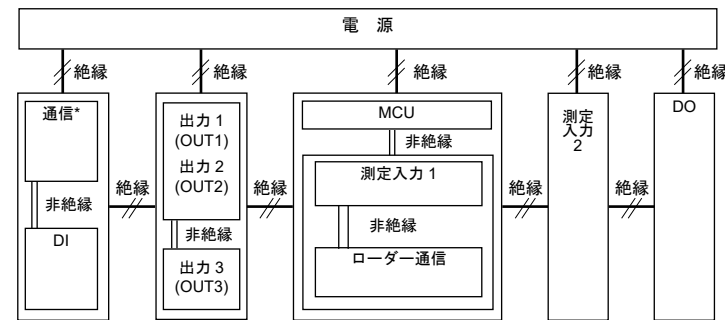 電 源
絶縁
絶縁
絶縁
絶縁
絶縁
通信*
非絶縁
DI
絶縁
出力 1
(OUT1)
出力 2
(OUT2)
非絶縁
出力 3
(OUT3)
絶縁
MCU
非絶縁
測定入力 1
非絶縁
ローダー通信
絶縁
測定
入力
2
絶縁
DO